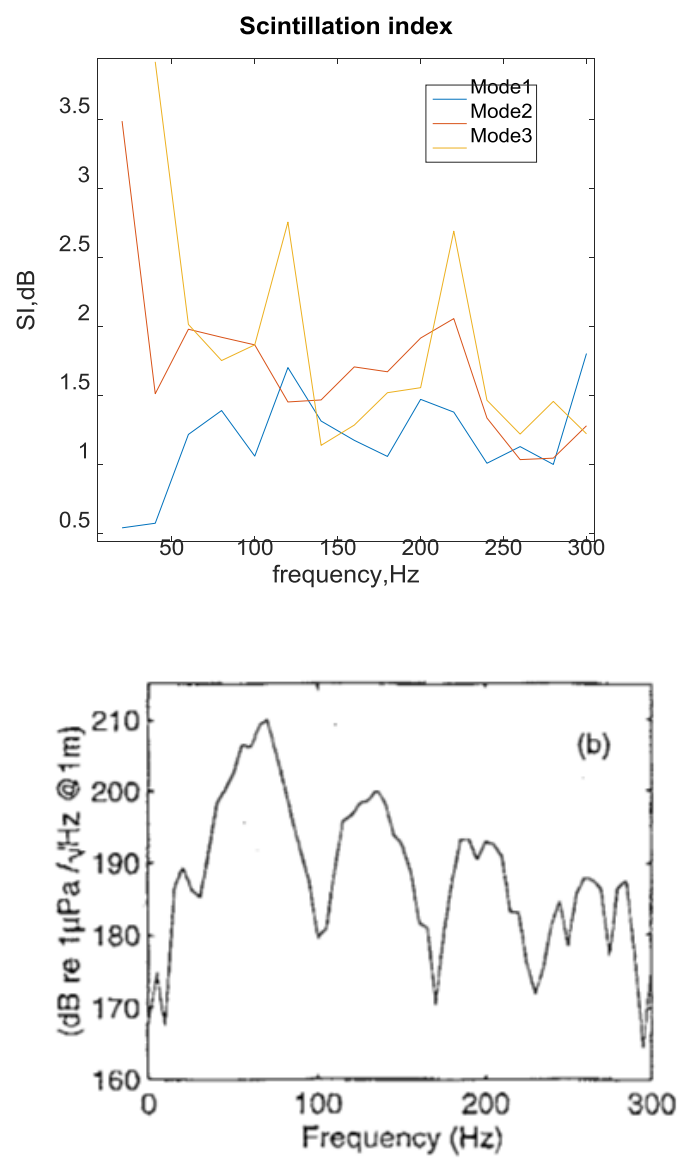 Scintillation index
Mode1
Mode2
Mode3
3.5
3
2.5
2
1.5
1
0.5
SI,dB
50 100 150 200 250 300
frequency,Hz
(b)
210
200
190
180
170
160
(dB re 1μPa /√Hz @1m)
0 100 200 300
Frequency (Hz)